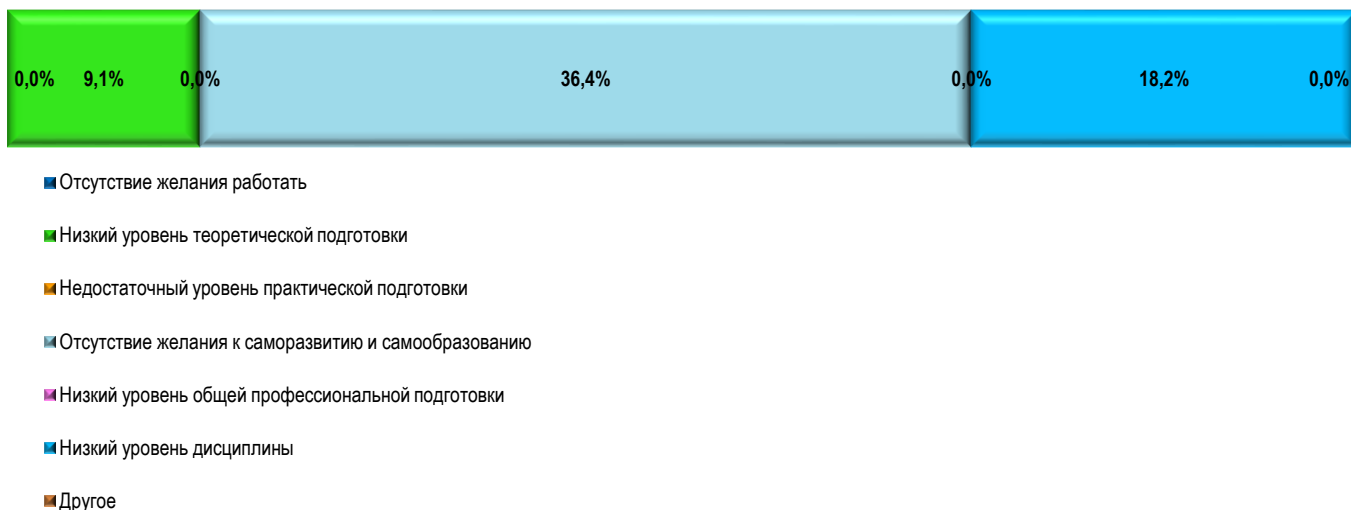 0,0% 9,1% 0,0% 36,4% 0,0% 18,2% 0,0%
Отсутствие желания работать
Низкий уровень теоретической подготовки
Недостаточный уровень практической подготовки
Отсутствие желания к саморазвитию и самообразованию
Низкий уровень общей профессиональной подготовки
Низкий уровень дисциплины
Другое